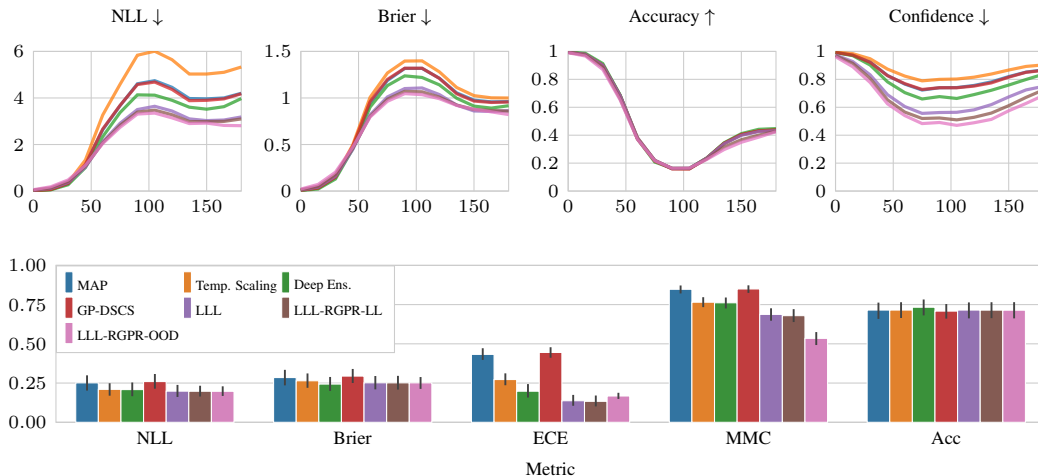 NLL ↓ Brier ↓ Accuracy ↑ Confidence ↓
6 1.5 1 1
4 1 0.8 0.8
0.6 0.6
2 0.5 0.4 0.4
0.2 0.2
0 0 0 0
0 50 100 150 0 50 100 150 0 50 100 150 0 50 100 150
1.00
0.75
0.50
0.25
0.00
MAP Temp. Scaling Deep Ens.
GP-DSCS LLL LLL-RGPR-LL
LLL-RGPR-OOD
NLL Brier ECE MMC Acc
Metric